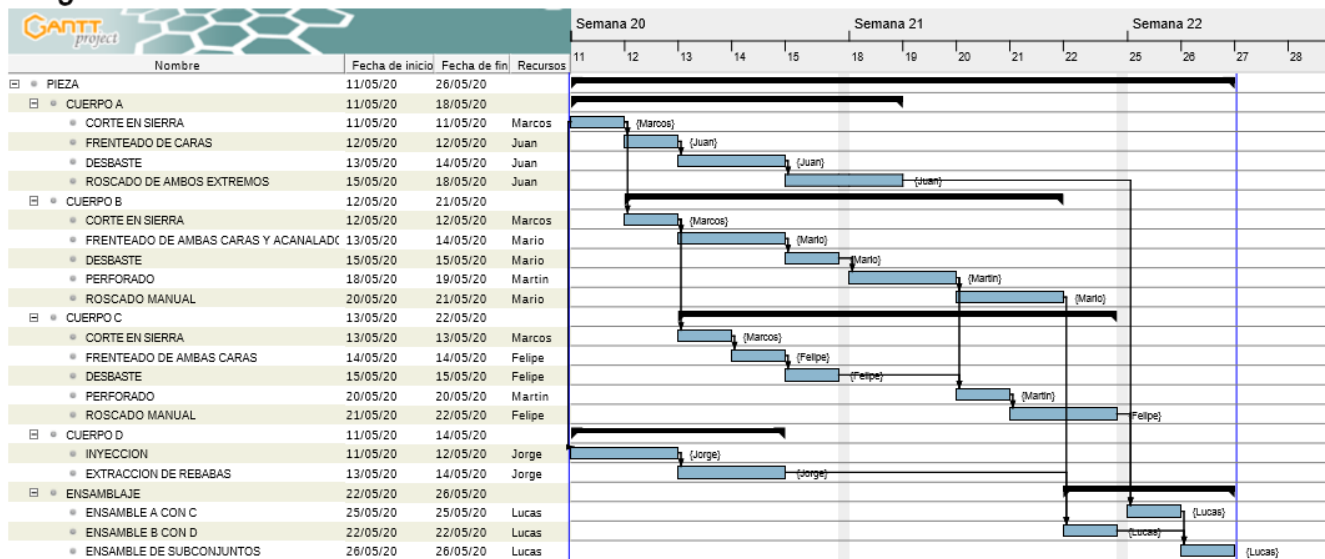 GANTT project
Semana 20 Semana 21 Semana 22
11 12 13 14 15 18 19 20 21 22 25 26 27 28
Nombre Fecha de inicio Fecha de fin Recursos
PIEZA 11/05/20 26/05/20
CUERPO A 11/05/20 18/05/20
CORTE EN SIERRA 11/05/20 11/05/20 Marcos {Marcos}
FRENTEADO DE CARAS 12/05/20 12/05/20 Juan {Juan}
DESBASTE 13/05/20 14/05/20 Juan {Juan}
ROSCADO DE AMBOS EXTREMOS 15/05/20 18/05/20 Juan {Juan}
CUERPO B 12/05/20 21/05/20
CORTE EN SIERRA 12/05/20 12/05/20 Marcos {Marcos}
FRENTEADO DE AMBAS CARAS Y ACANALADO 13/05/20 14/05/20 Mario {Mario}
DESBASTE 15/05/20 15/05/20 Mario {Mario}
PERFORADO 18/05/20 19/05/20 Martin {Martin}
ROSCADO MANUAL 20/05/20 21/05/20 Mario {Mario}
CUERPO C 13/05/20 22/05/20
CORTE EN SIERRA 13/05/20 13/05/20 Marcos {Marcos}
FRENTEADO DE AMBAS CARAS 14/05/20 14/05/20 Felipe {Felipe}
DESBASTE 15/05/20 15/05/20 Felipe {Felipe}
PERFORADO 20/05/20 20/05/20 Martin {Martin}
ROSCADO MANUAL 21/05/20 22/05/20 Felipe {Felipe}
CUERPO D 11/05/20 14/05/20
INYECCION 11/05/20 12/05/20 Jorge {Jorge}
EXTRACCION DE REBABAS 13/05/20 14/05/20 Jorge {Jorge}
ENSAMBLAJE 22/05/20 26/05/20
ENSAMBLE A CON C 25/05/20 25/05/20 Lucas {Lucas}
ENSAMBLE B CON D 22/05/20 22/05/20 Lucas {Lucas}
ENSAMBLE DE SUBCONJUNTOS 26/05/20 26/05/20 Lucas {Lucas}